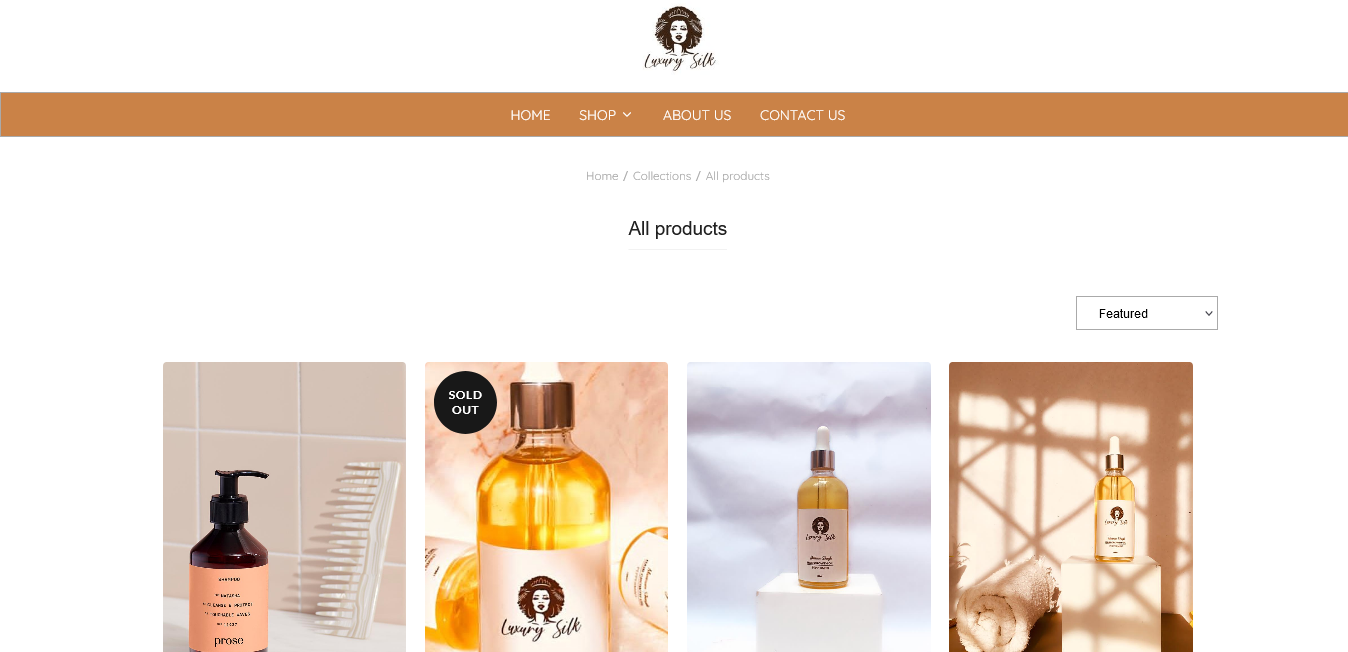 Luxury Silk
HOME
SHOP
ABOUT US
CONTACT US
Home / Collections / All products
All products
Featured
SOLD
OUT
SHAMPOO
prose
Luxury Silk
Luxury Silk
Luxury Silk